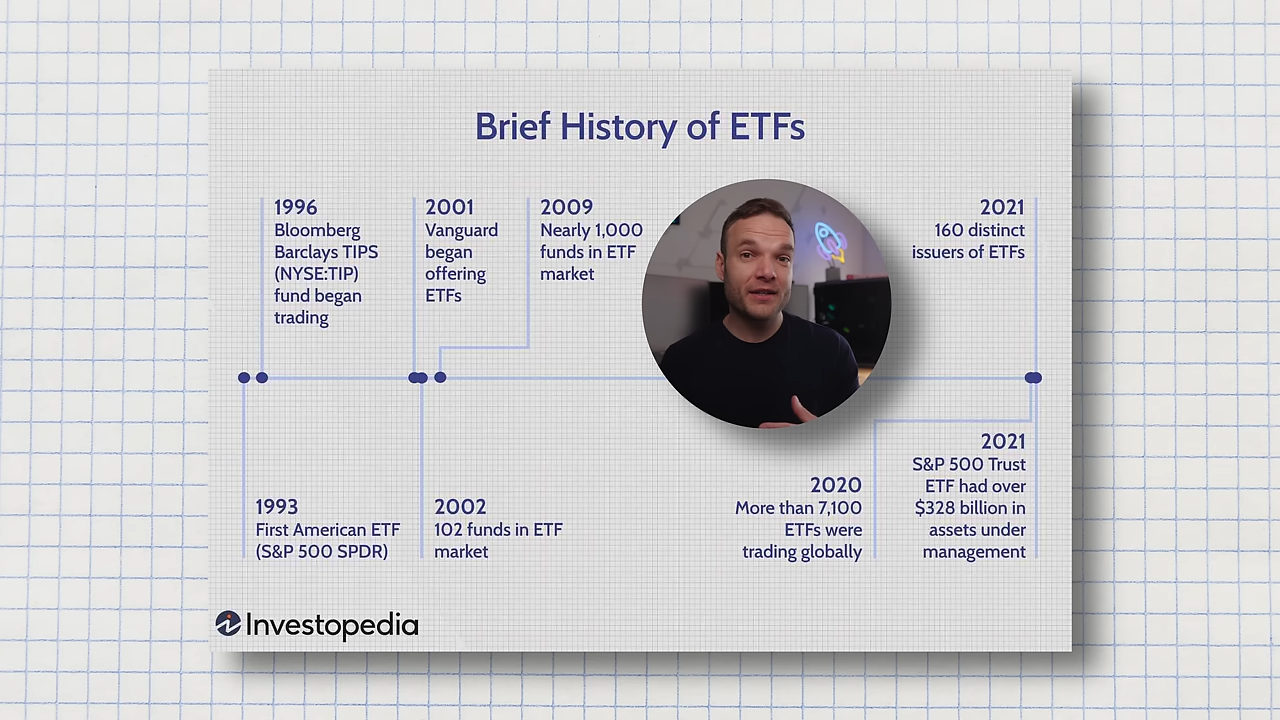 Brief History of ETFs
1996
Bloomberg
Barclays TIPS
(NYSE:TIP)
fund began
trading
2001
Vanguard
began
offering
ETFs
2009
Nearly 1,000
funds in ETF
market
2021
160 distinct
issuers of ETFs
1993
First American ETF
(S&P 500 SPDR)
2002
102 funds in ETF
market
2020
More than 7,100
ETFs were
trading globally
2021
S&P 500 Trust
ETF had over
$328 billion in
assets under
management
Investopedia